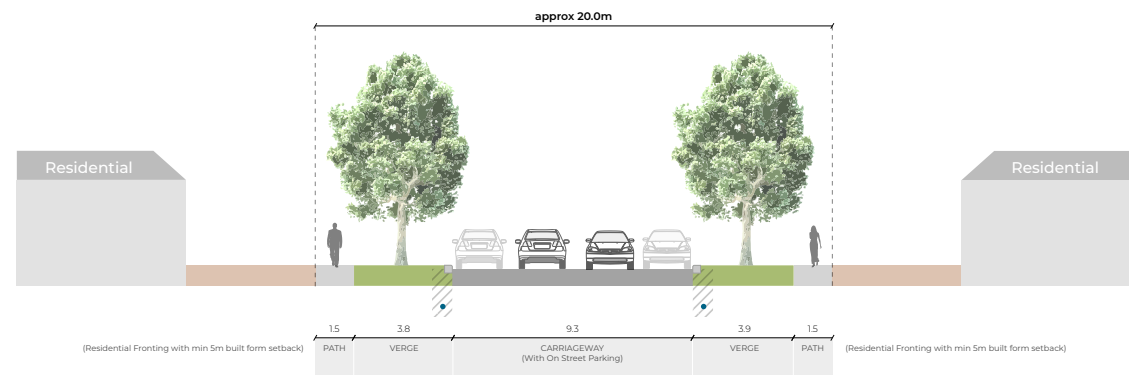 approx 20.0m
Residential
Residential
1.5
3.8
9.3
3.9
1.5
(Residential Fronting with min 5m built form setback)
PATH
VERGE
CARRIAGEWAY
(With On Street Parking)
VERGE
PATH
(Residential Fronting with min 5m built form setback)